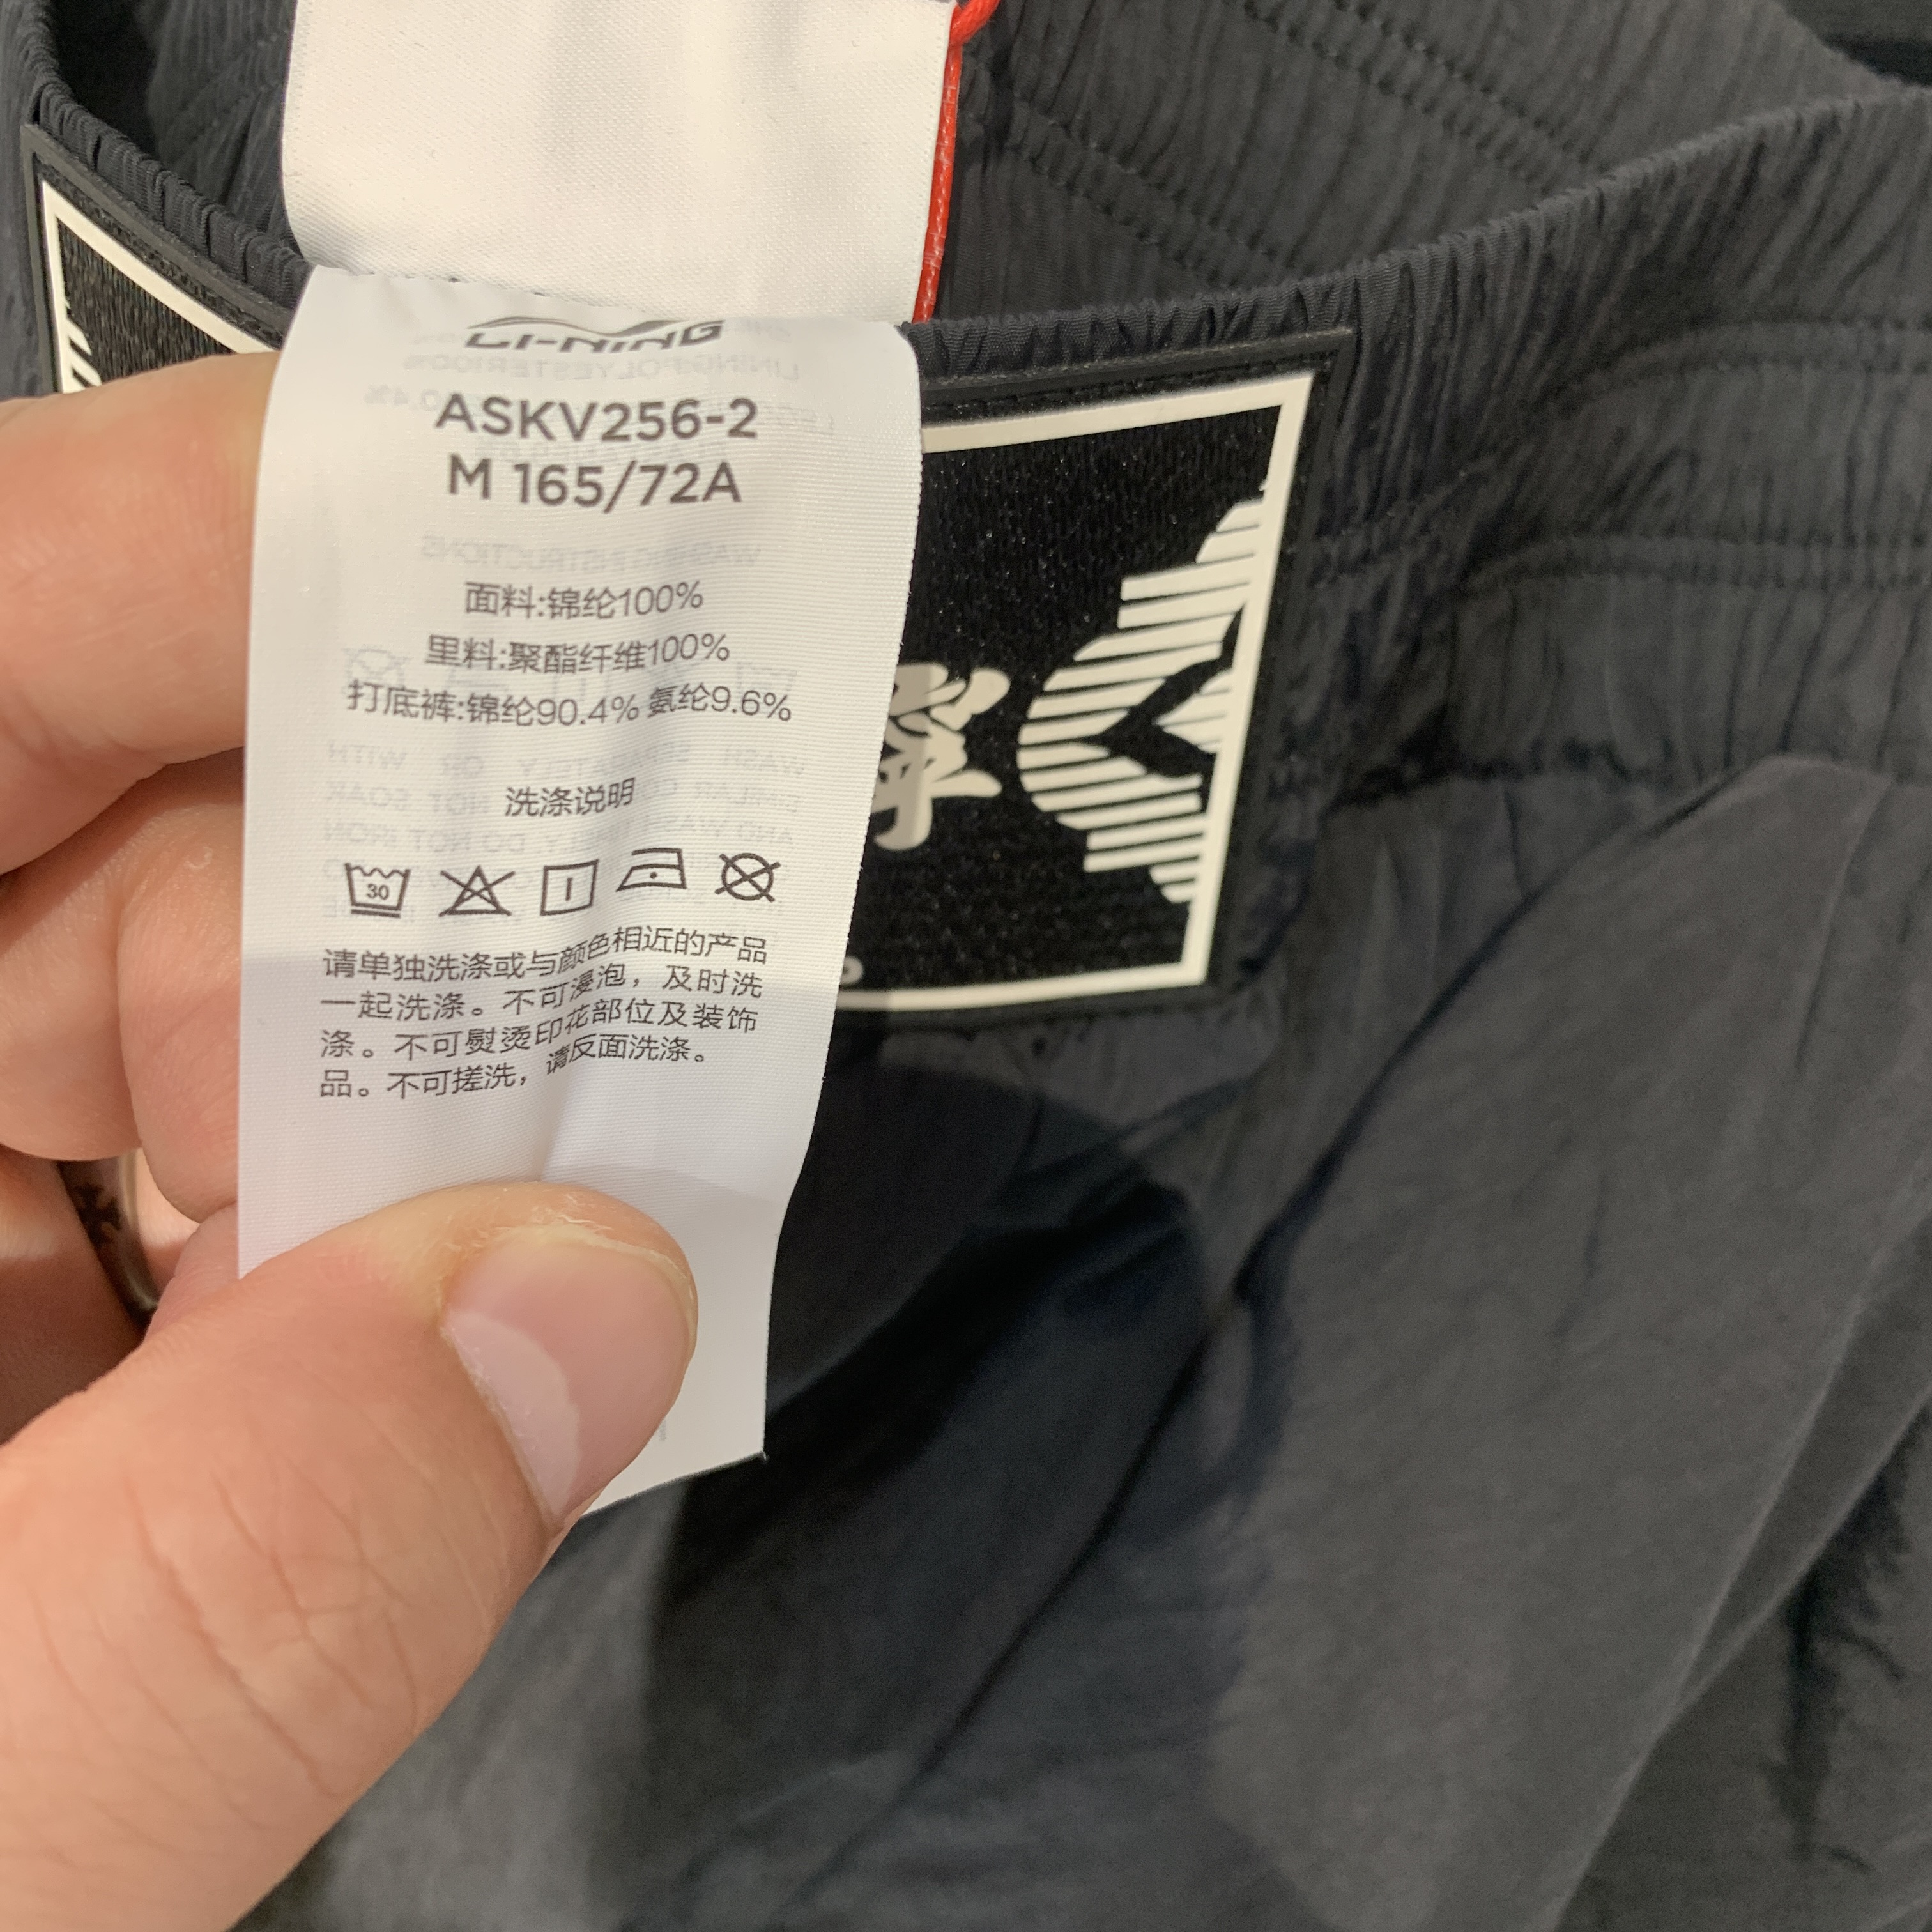 LI-NING
ASKV256-2
M 165/72A
面料:锦纶100%
里料:聚酯纤维100%
打底裤:锦纶90.4% 氨纶9.6%
洗涤说明
30
请单独洗涤或与颜色相近的产品
一起洗涤。不可浸泡，及时洗
涤。不可熨烫印花部位及装饰
品。不可搓洗，请反面洗涤。